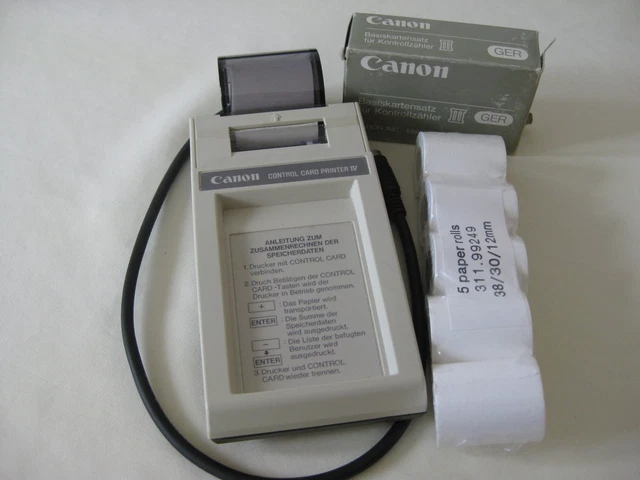 Canon
Basiskartensatz
für Kontrollzähler III
GER
Canon
Basiskartensatz
für Kontrollzähler III
GER
Canon CONTROL CARD PRINTER IV
ANLEITUNG ZUM
ZUSAMMENRECHNEN DER
SPEICHERDATEN
1. Drucker mit CONTROL CARD
verbinden.
2. Druch Betätigen der CONTROL
CARD -Tasten wird der
Drucker in Betrieb genommen.
+ : Das Papier wird
transportiert.
ENTER : Die Summe der
Speicherdaten
wird ausgedruckt.
− : Die Liste der befugten
ENTER Benutzer wird
ausgedruckt.
3. Drucker und CONTROL
CARD wieder trennen.
5 paper rolls
311.99249
38/30/12mm